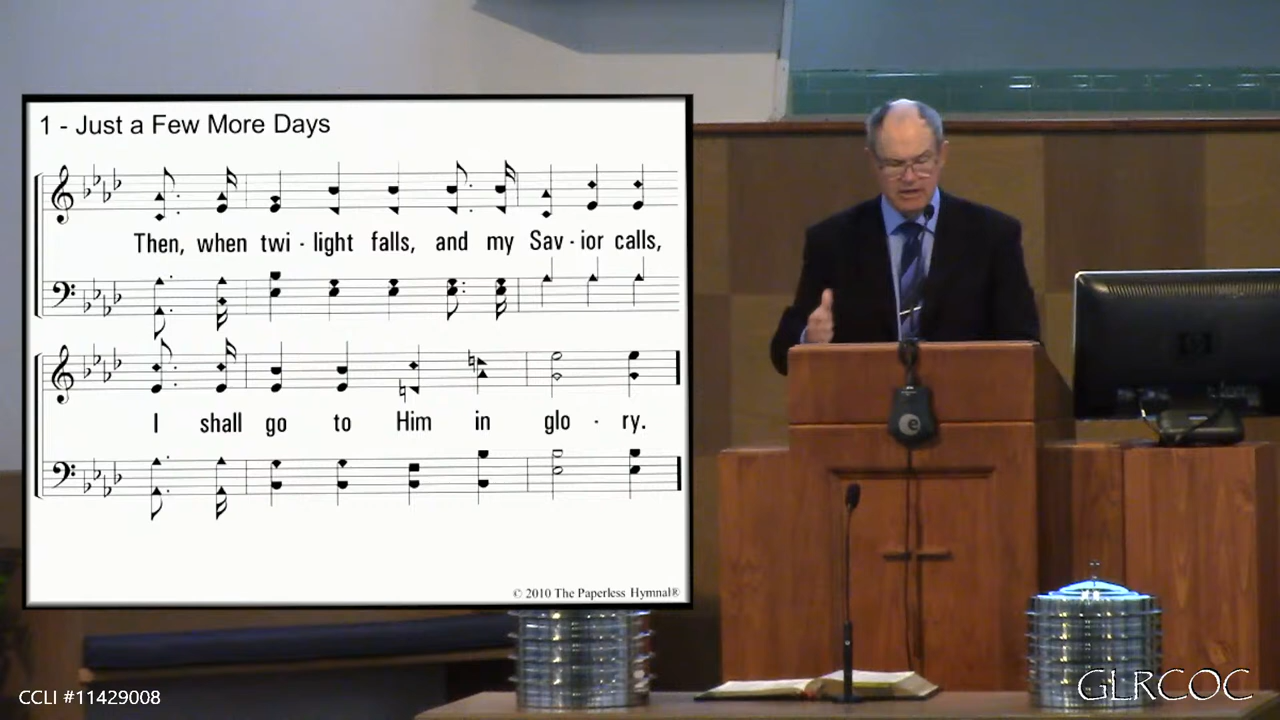 1 - Just a Few More Days
Then, when twi - light falls, and my Sav - ior calls,
I shall go to Him in glo - ry.
© 2010 The Paperless Hymnal®
CCLI #11429008
GLRCOC